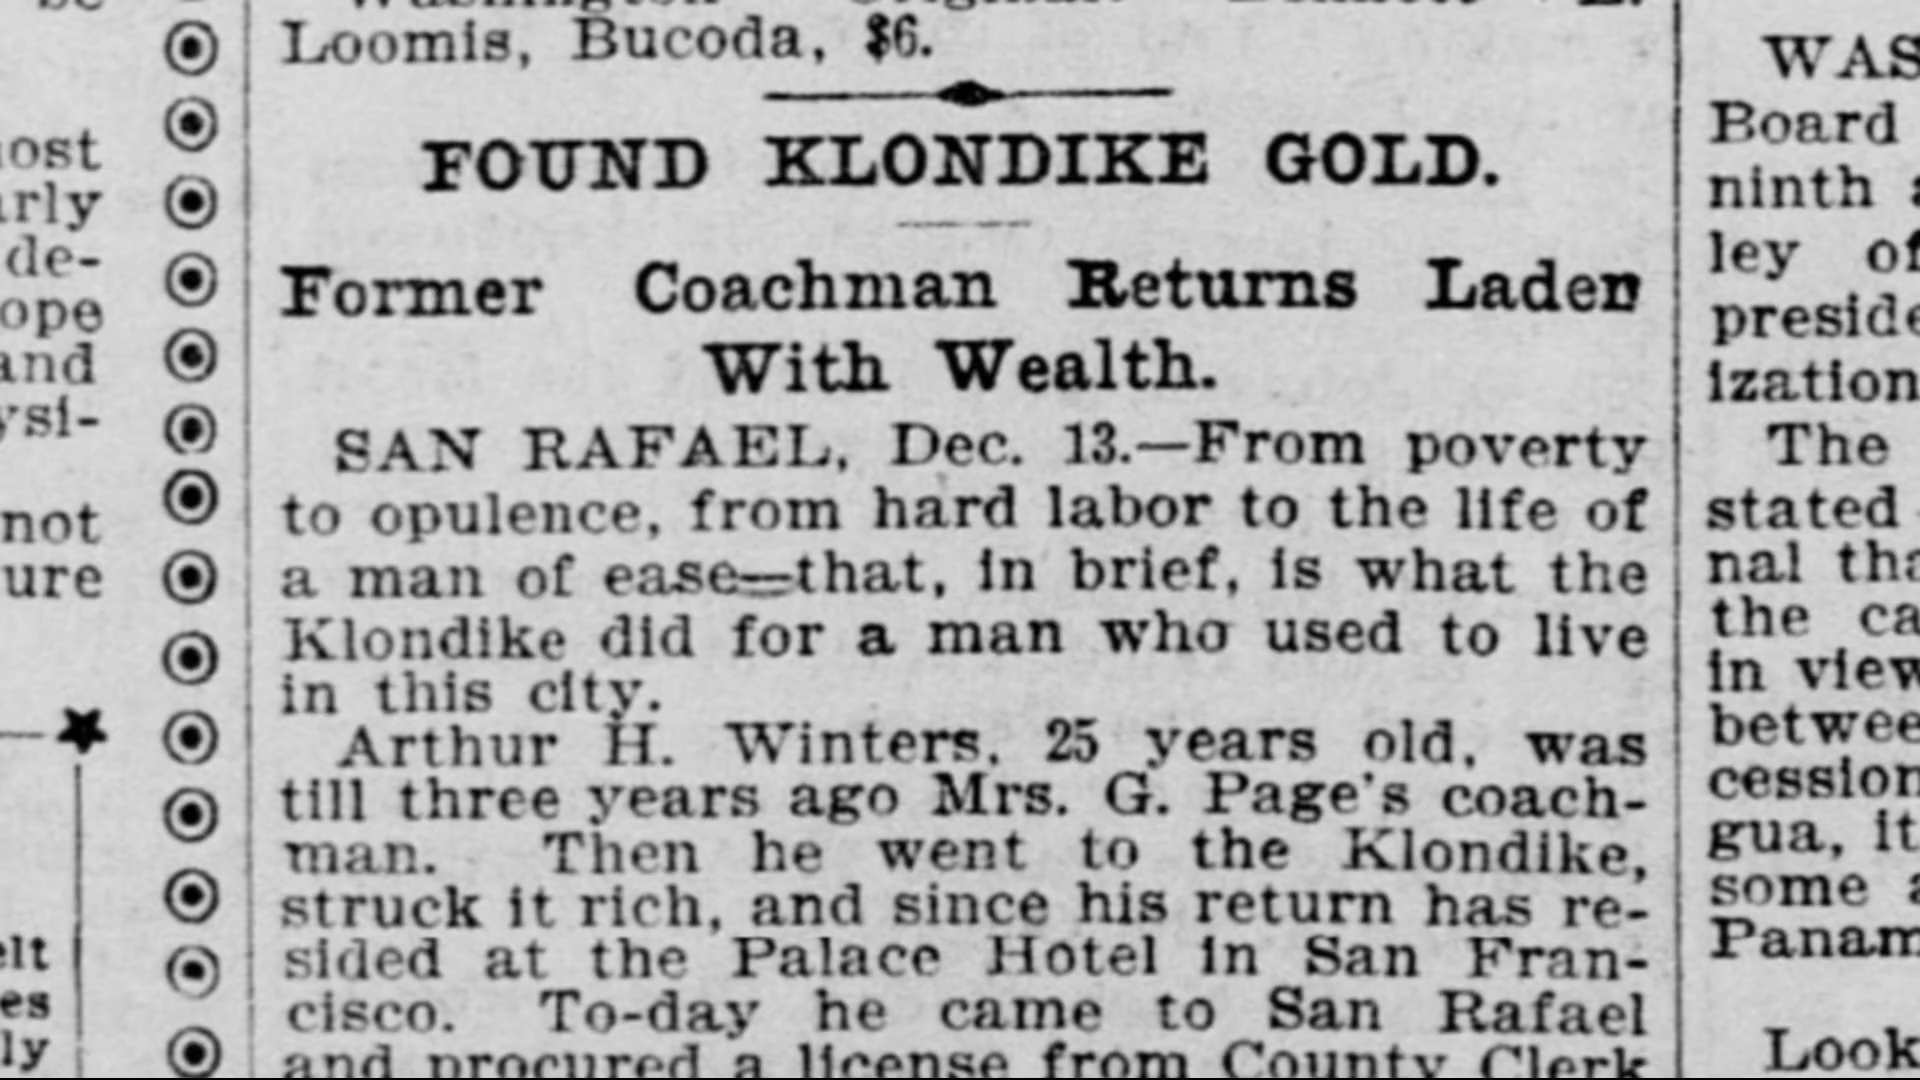 be
ost
arly
de-
ope
and
ysi-
not
ure
elt
es
ly
Loomis, Bucoda, $6.
FOUND KLONDIKE GOLD.
Former Coachman Returns Laden
With Wealth.
SAN RAFAEL, Dec. 13.—From poverty
to opulence, from hard labor to the life of
a man of ease—that, in brief, is what the
Klondike did for a man who used to live
in this city.
Arthur H. Winters, 25 years old, was
till three years ago Mrs. G. Page's coach-
man. Then he went to the Klondike,
struck it rich, and since his return has re-
sided at the Palace Hotel in San Fran-
cisco. To-day he came to San Rafael
and procured a license from County Clerk
WAS
Board
ninth a
ley of
preside
ization
The
stated
nal tha
the ca
in view
betwee
cession
gua, it
some a
Panam
Look